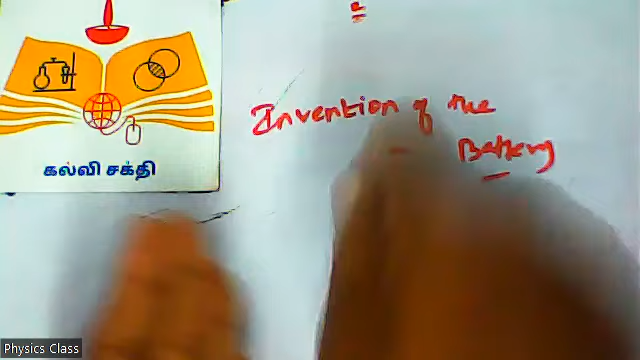 Invention of the
Battery
கல்வி சக்தி
Physics Class